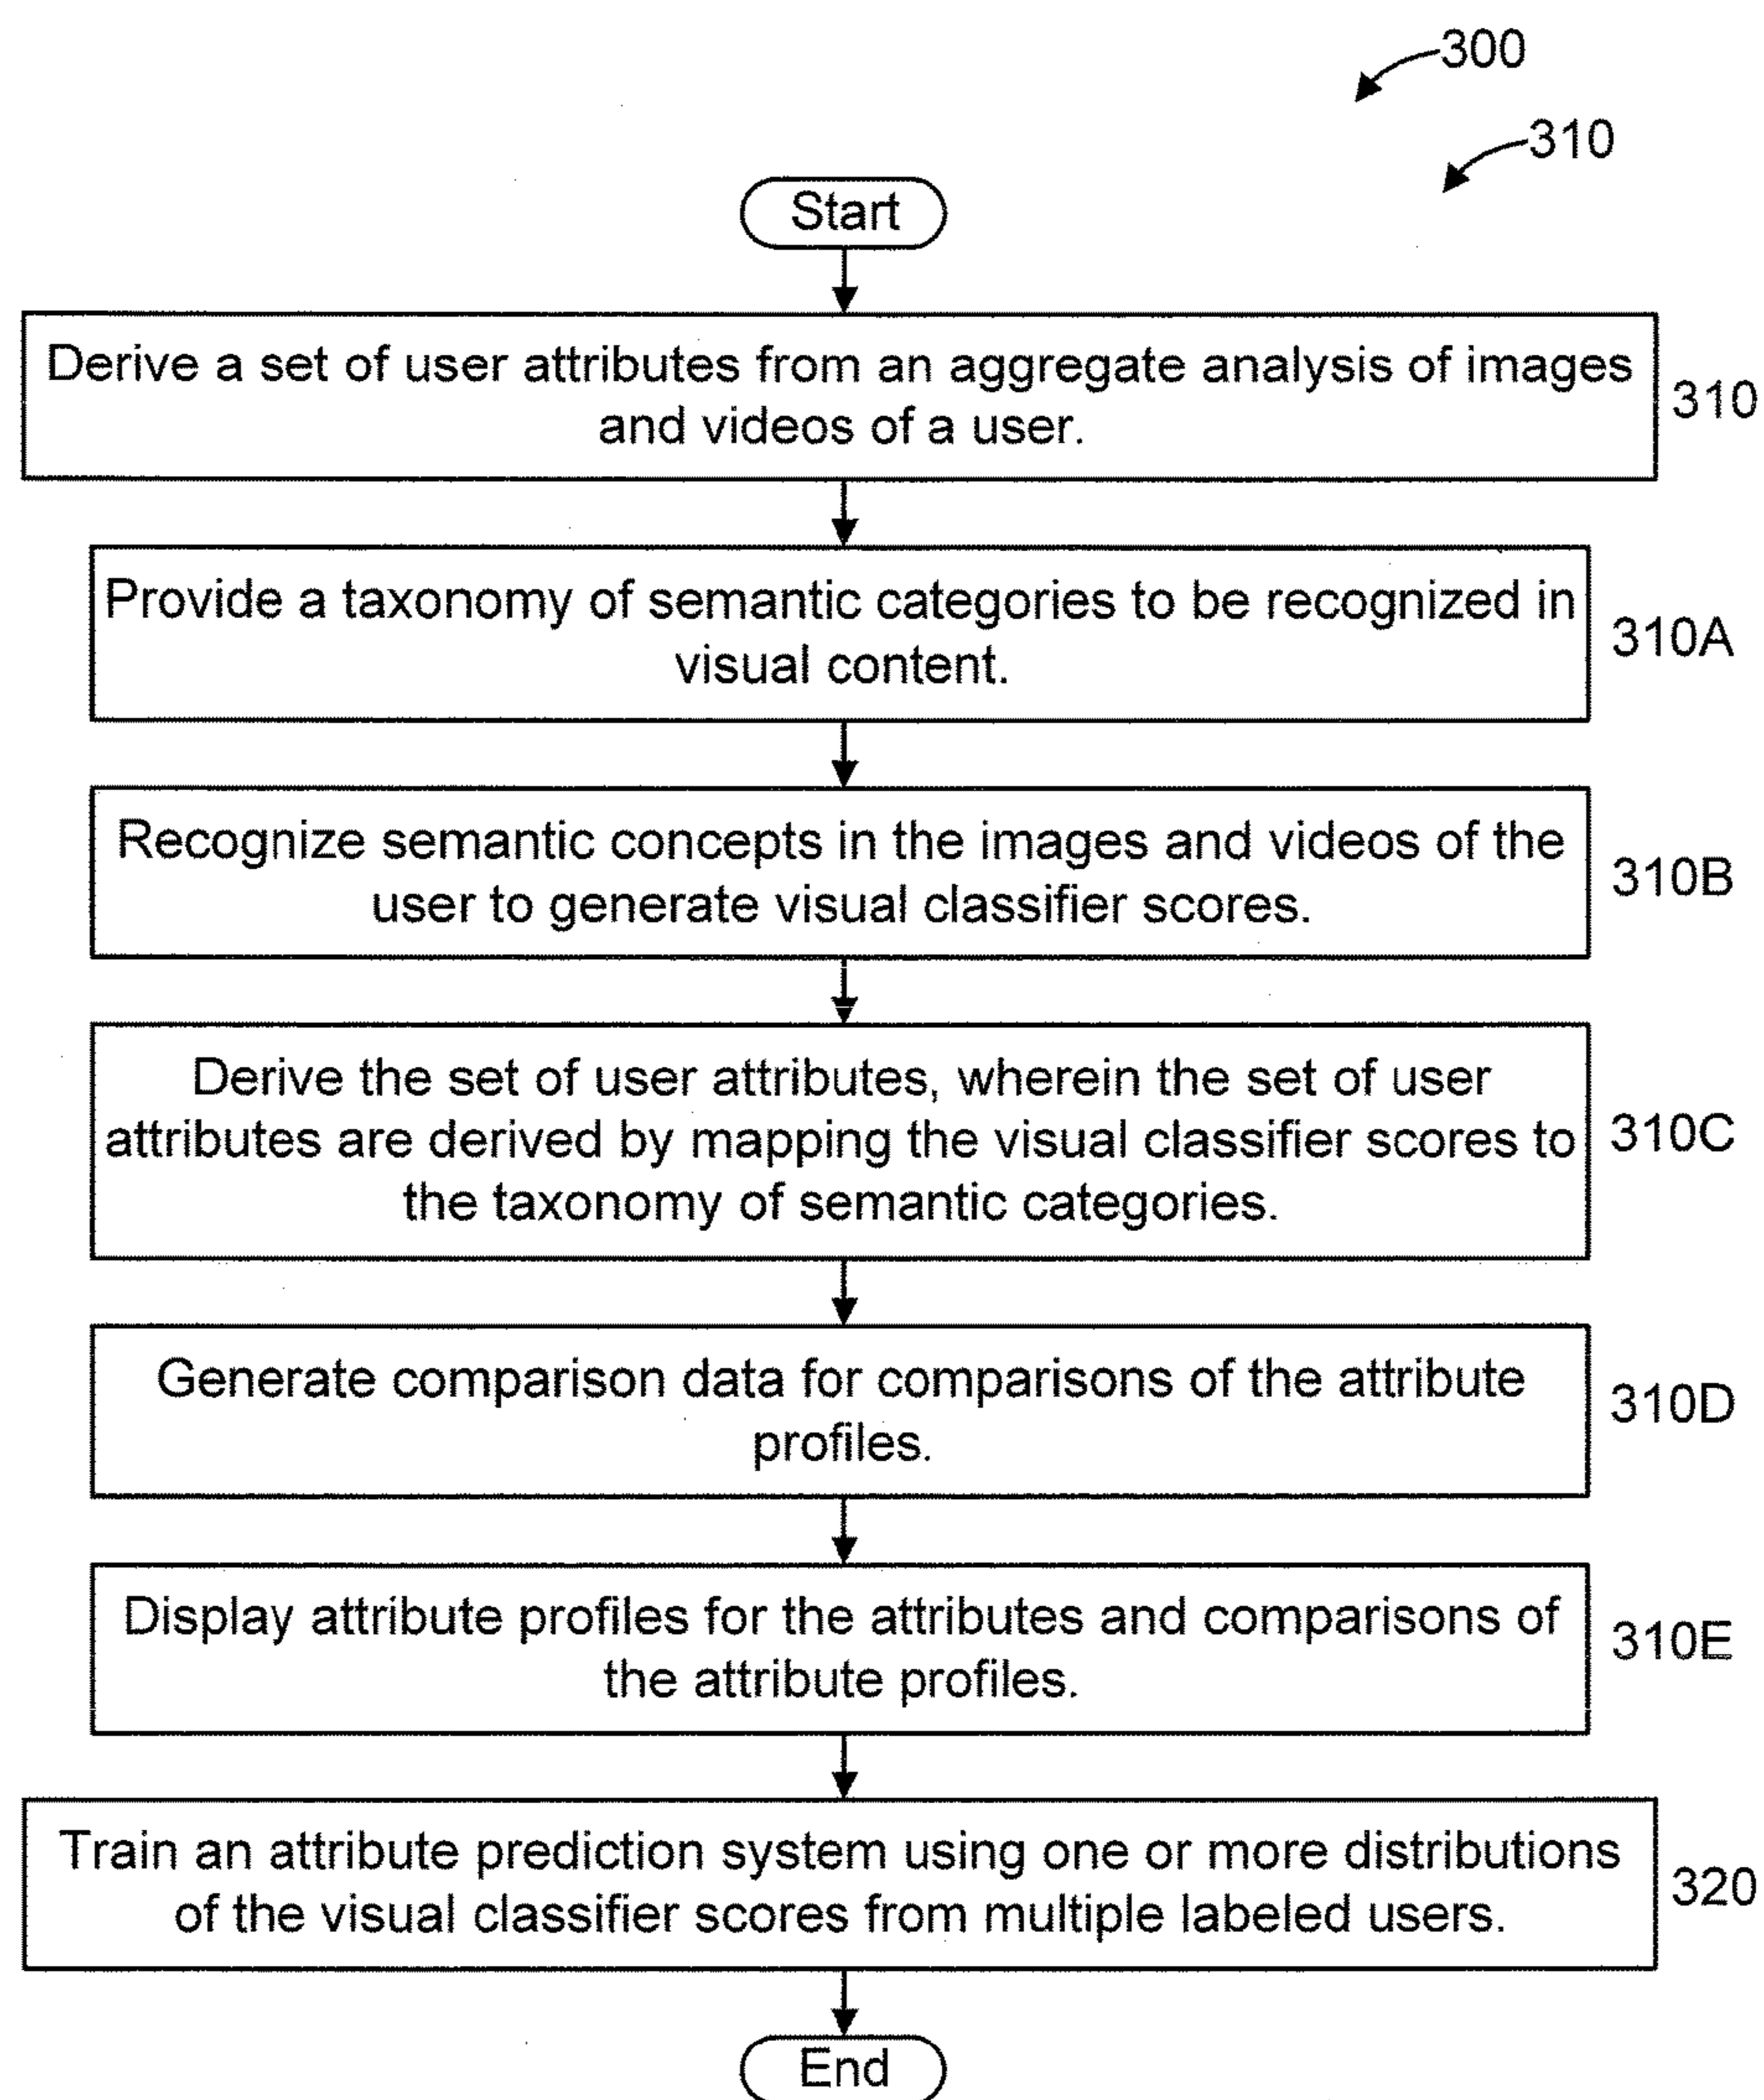 300
310
Start
Derive a set of user attributes from an aggregate analysis of images
and videos of a user.
310
Provide a taxonomy of semantic categories to be recognized in
visual content.
310A
Recognize semantic concepts in the images and videos of the
user to generate visual classifier scores.
310B
Derive the set of user attributes, wherein the set of user
attributes are derived by mapping the visual classifier scores to
the taxonomy of semantic categories.
310C
Generate comparison data for comparisons of the attribute
profiles.
310D
Display attribute profiles for the attributes and comparisons of
the attribute profiles.
310E
Train an attribute prediction system using one or more distributions
of the visual classifier scores from multiple labeled users.
320
End